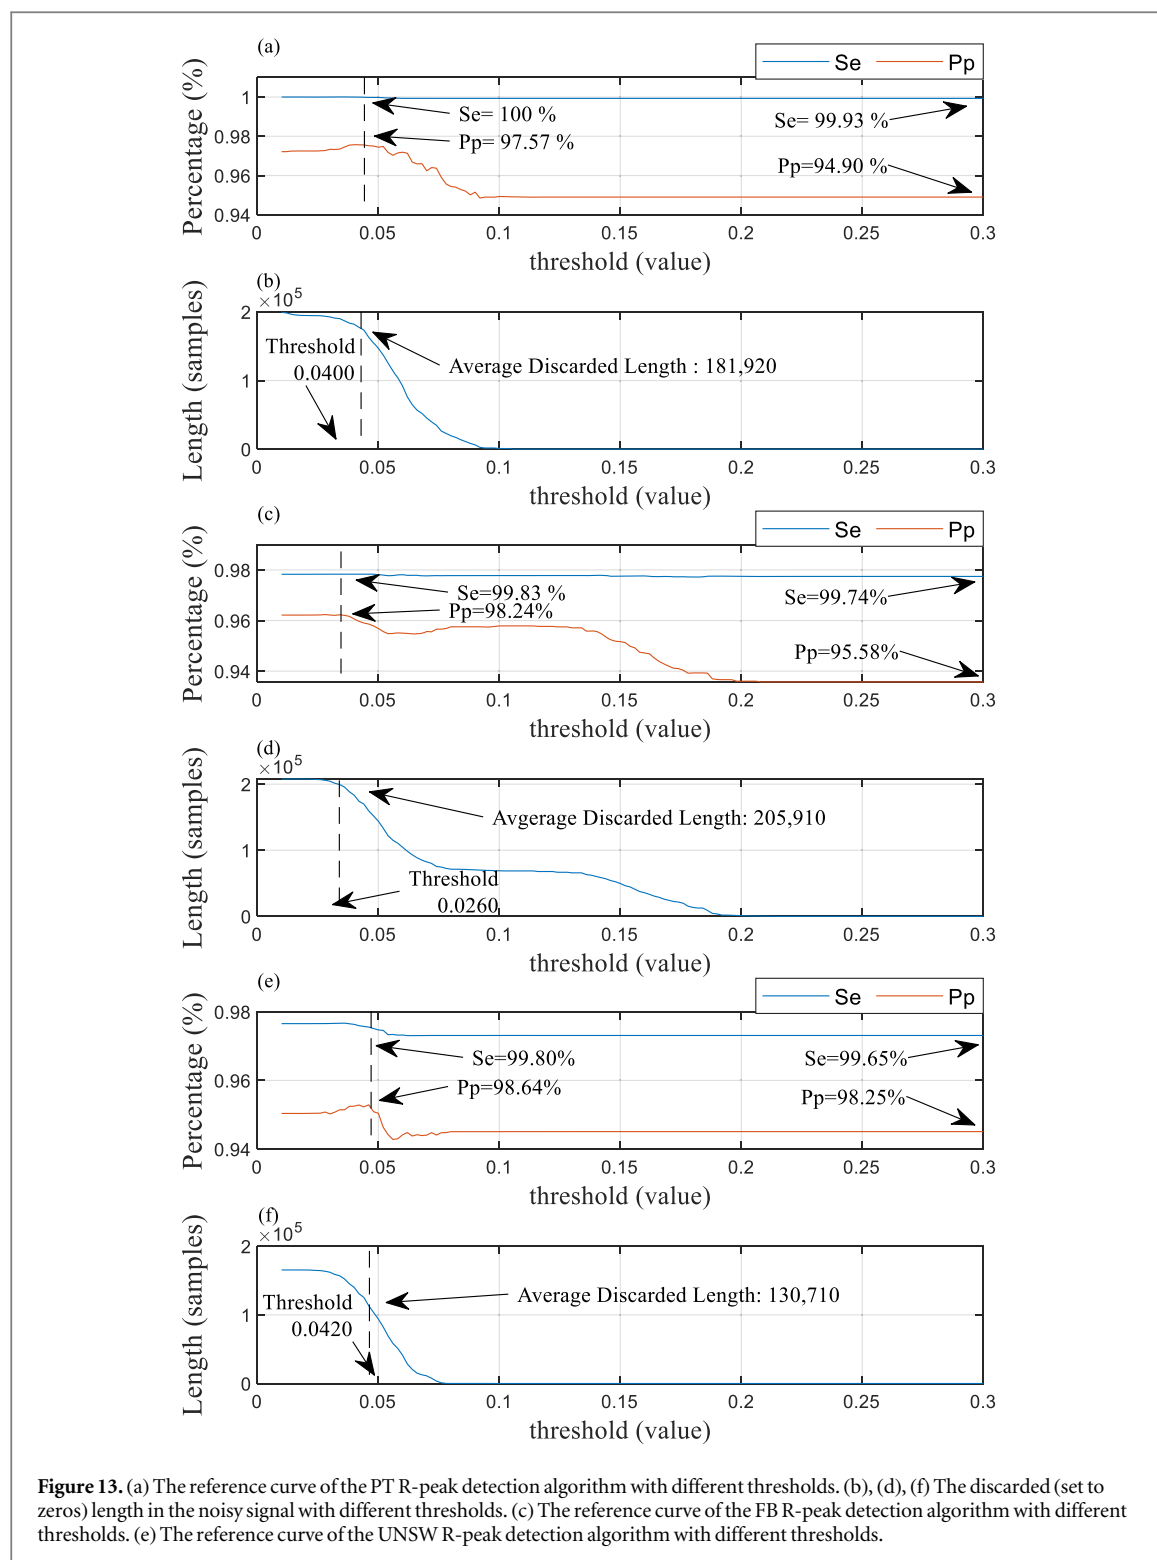 (a)
Se Pp
Percentage (%)
1
0.98
0.96
0.94
Se= 100 %
Pp= 97.57 %
Se= 99.93 %
Pp=94.90 %
0 0.05 0.1 0.15 0.2 0.25 0.3
threshold (value)
(b)
×10⁵
Length (samples)
2
1
0
Threshold
0.0400
Average Discarded Length : 181,920
0 0.05 0.1 0.15 0.2 0.25 0.3
threshold (value)
(c)
Se Pp
Percentage (%)
0.98
0.96
0.94
Se=99.83 %
Pp=98.24%
Se=99.74%
Pp=95.58%
0 0.05 0.1 0.15 0.2 0.25 0.3
threshold (value)
(d)
×10⁵
Length (samples)
2
1
0
Avgerage Discarded Length: 205,910
Threshold
0.0260
0 0.05 0.1 0.15 0.2 0.25 0.3
threshold (value)
(e)
Se Pp
Percentage (%)
0.98
0.96
0.94
Se=99.80%
Pp=98.64%
Se=99.65%
Pp=98.25%
0 0.05 0.1 0.15 0.2 0.25 0.3
threshold (value)
(f)
×10⁵
Length (samples)
2
1
0
Threshold
0.0420
Average Discarded Length: 130,710
0 0.05 0.1 0.15 0.2 0.25 0.3
threshold (value)
Figure 13. (a) The reference curve of the PT R-peak detection algorithm with different thresholds. (b), (d), (f) The discarded (set to
zeros) length in the noisy signal with different thresholds. (c) The reference curve of the FB R-peak detection algorithm with different
thresholds. (e) The reference curve of the UNSW R-peak detection algorithm with different thresholds.